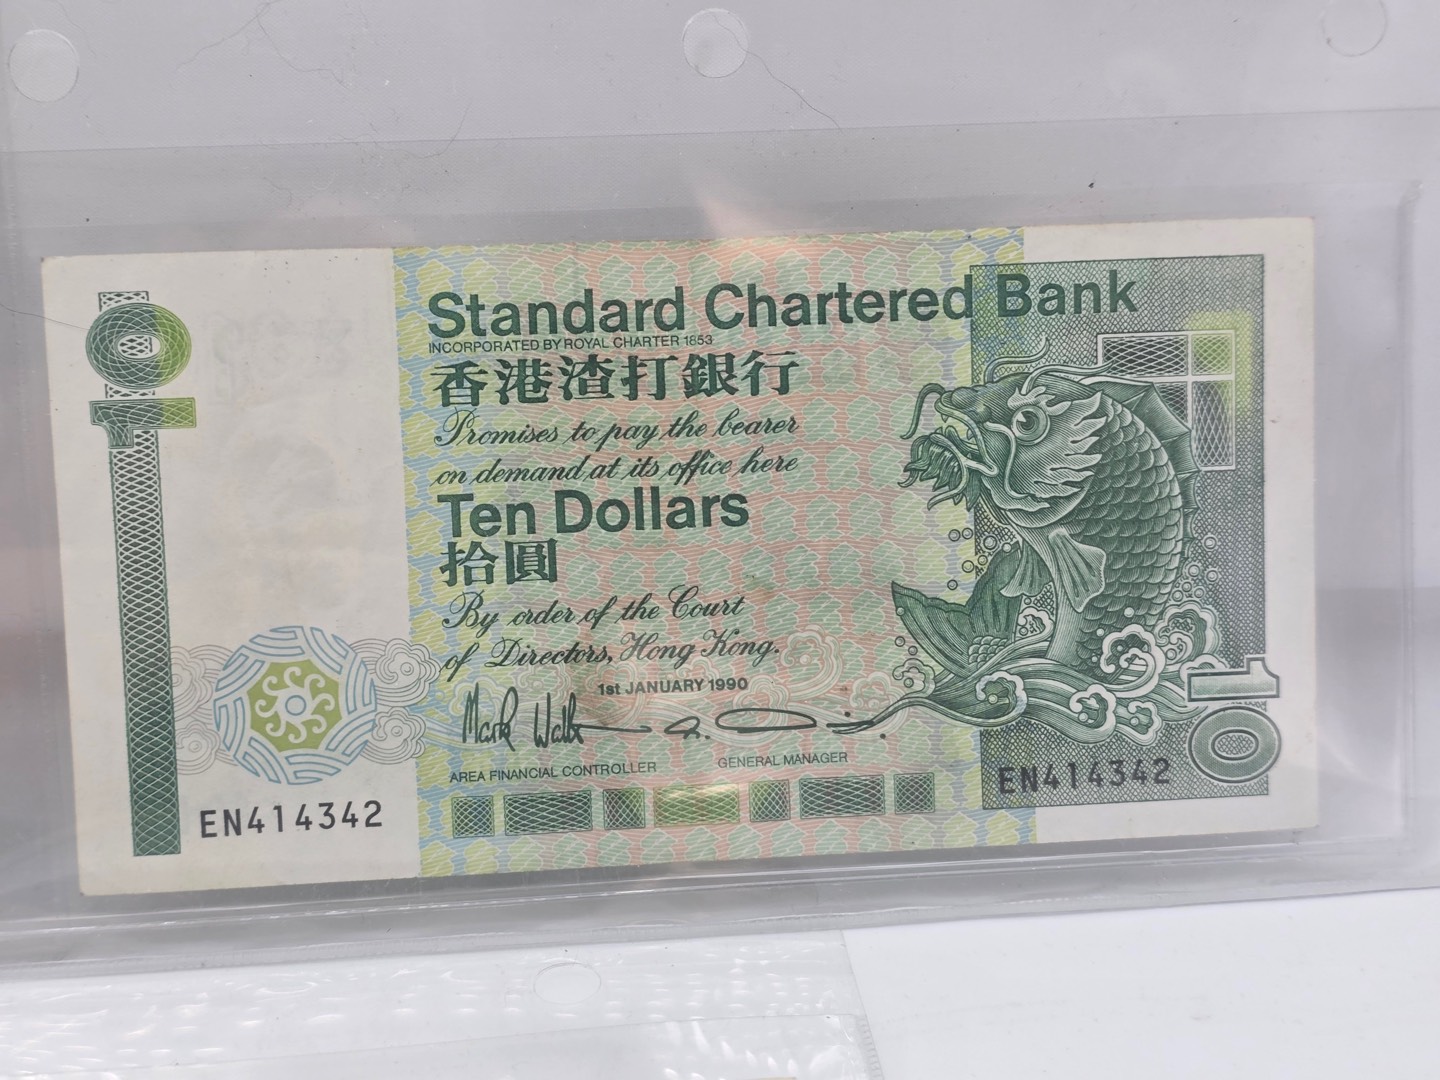 10
Standard Chartered Bank
INCORPORATED BY ROYAL CHARTER 1853
香港渣打銀行
Promises to pay the bearer
on demand at its office here
Ten Dollars
拾圓
By order of the Court
of Directors, Hong Kong.
1st JANUARY 1990
AREA FINANCIAL CONTROLLER
GENERAL MANAGER
EN414342
EN414342
10